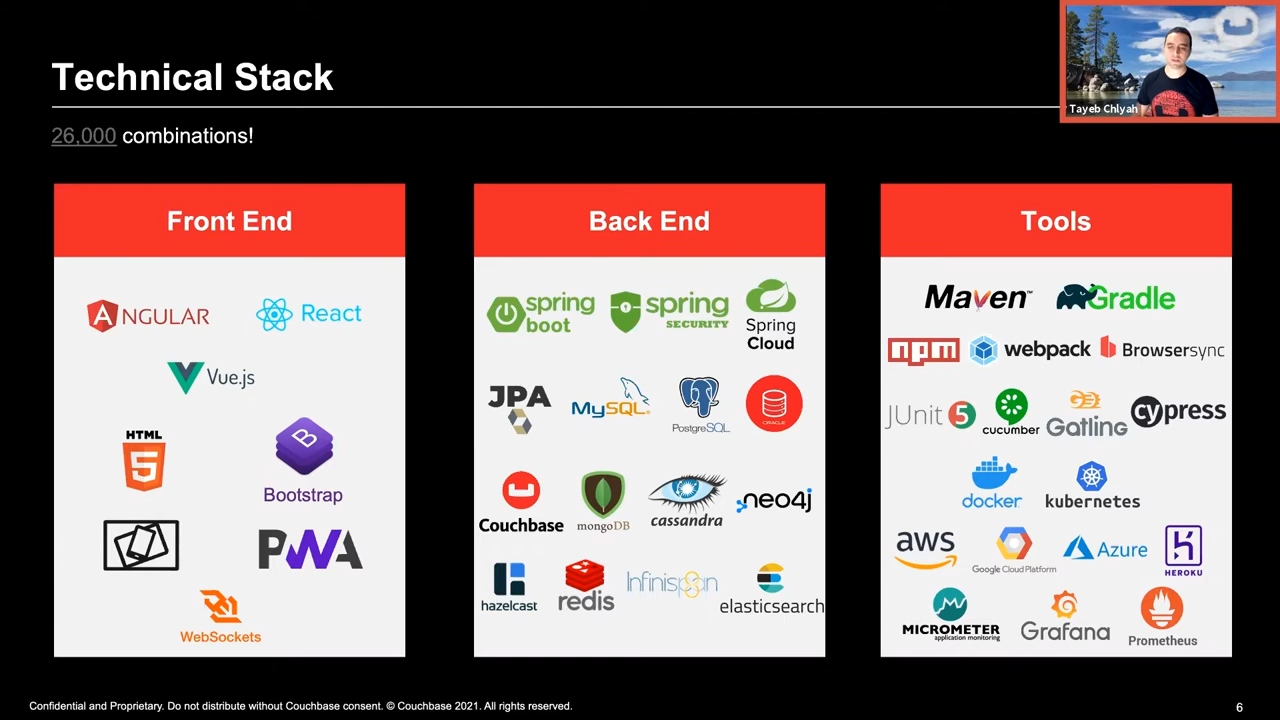 Technical Stack
26,000 combinations!
Tayeb Chlyah
Front End
ANGULAR
React
Vue.js
HTML
5
B
Bootstrap
PWA
WebSockets
Back End
spring boot
spring SECURITY
Spring Cloud
JPA
MySQL
PostgreSQL
ORACLE
Couchbase
mongoDB
cassandra
neo4j
hazelcast
redis
Infinispan
elasticsearch
Tools
Maven™
Gradle
npm
webpack
Browsersync
JUnit 5
cucumber
Gatling
cypress
docker
kubernetes
aws
Google Cloud Platform
Azure
HEROKU
MICROMETER
application monitoring
Grafana
Prometheus
Confidential and Proprietary. Do not distribute without Couchbase consent. © Couchbase 2021. All rights reserved.
6